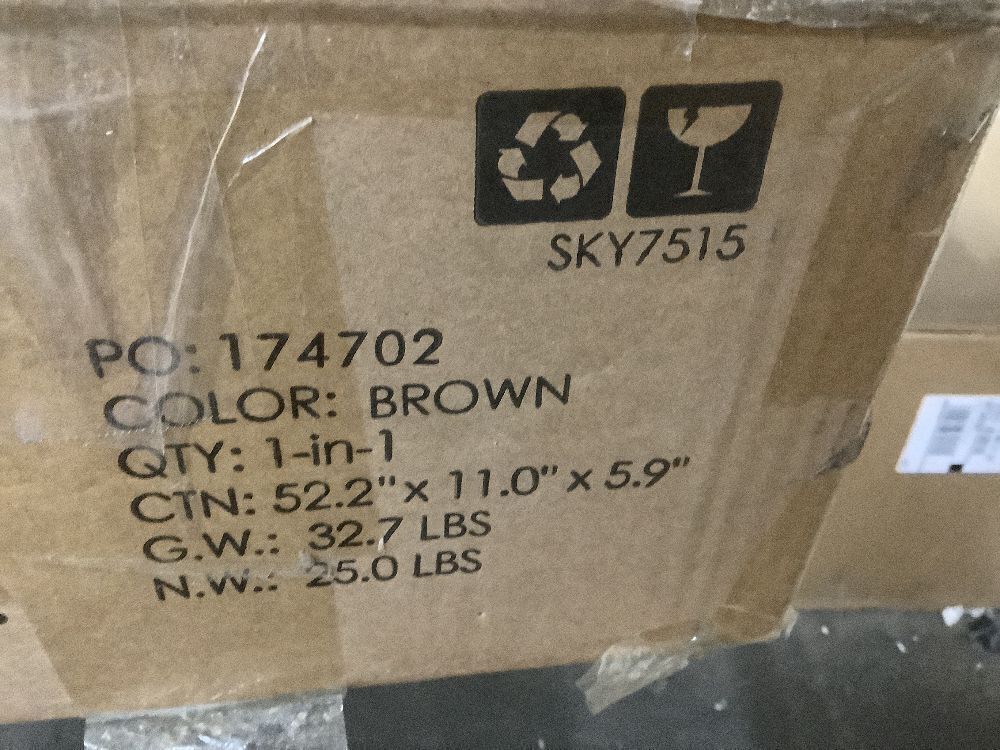 SKY7515
PO: 174702
COLOR: BROWN
QTY: 1-in-1
CTN: 52.2" x 11.0" x 5.9"
G.W.: 32.7 LBS
N.W.: 25.0 LBS